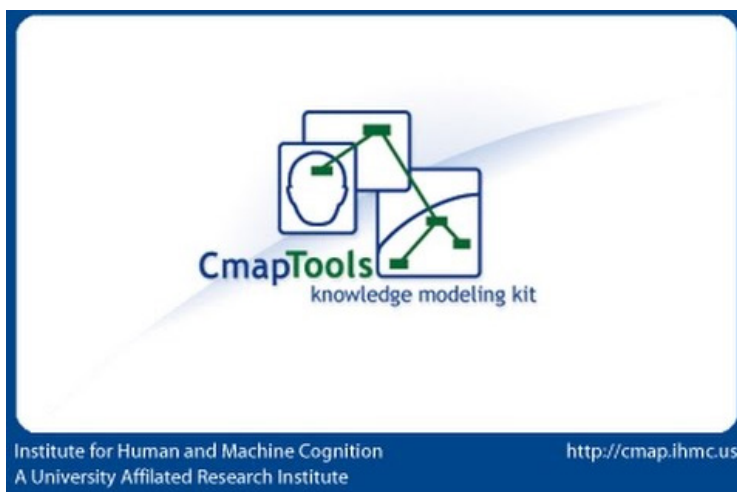 CmapTools
knowledge modeling kit
Institute for Human and Machine Cognition
http://cmap.ihmc.us
A University Affilated Research Institute